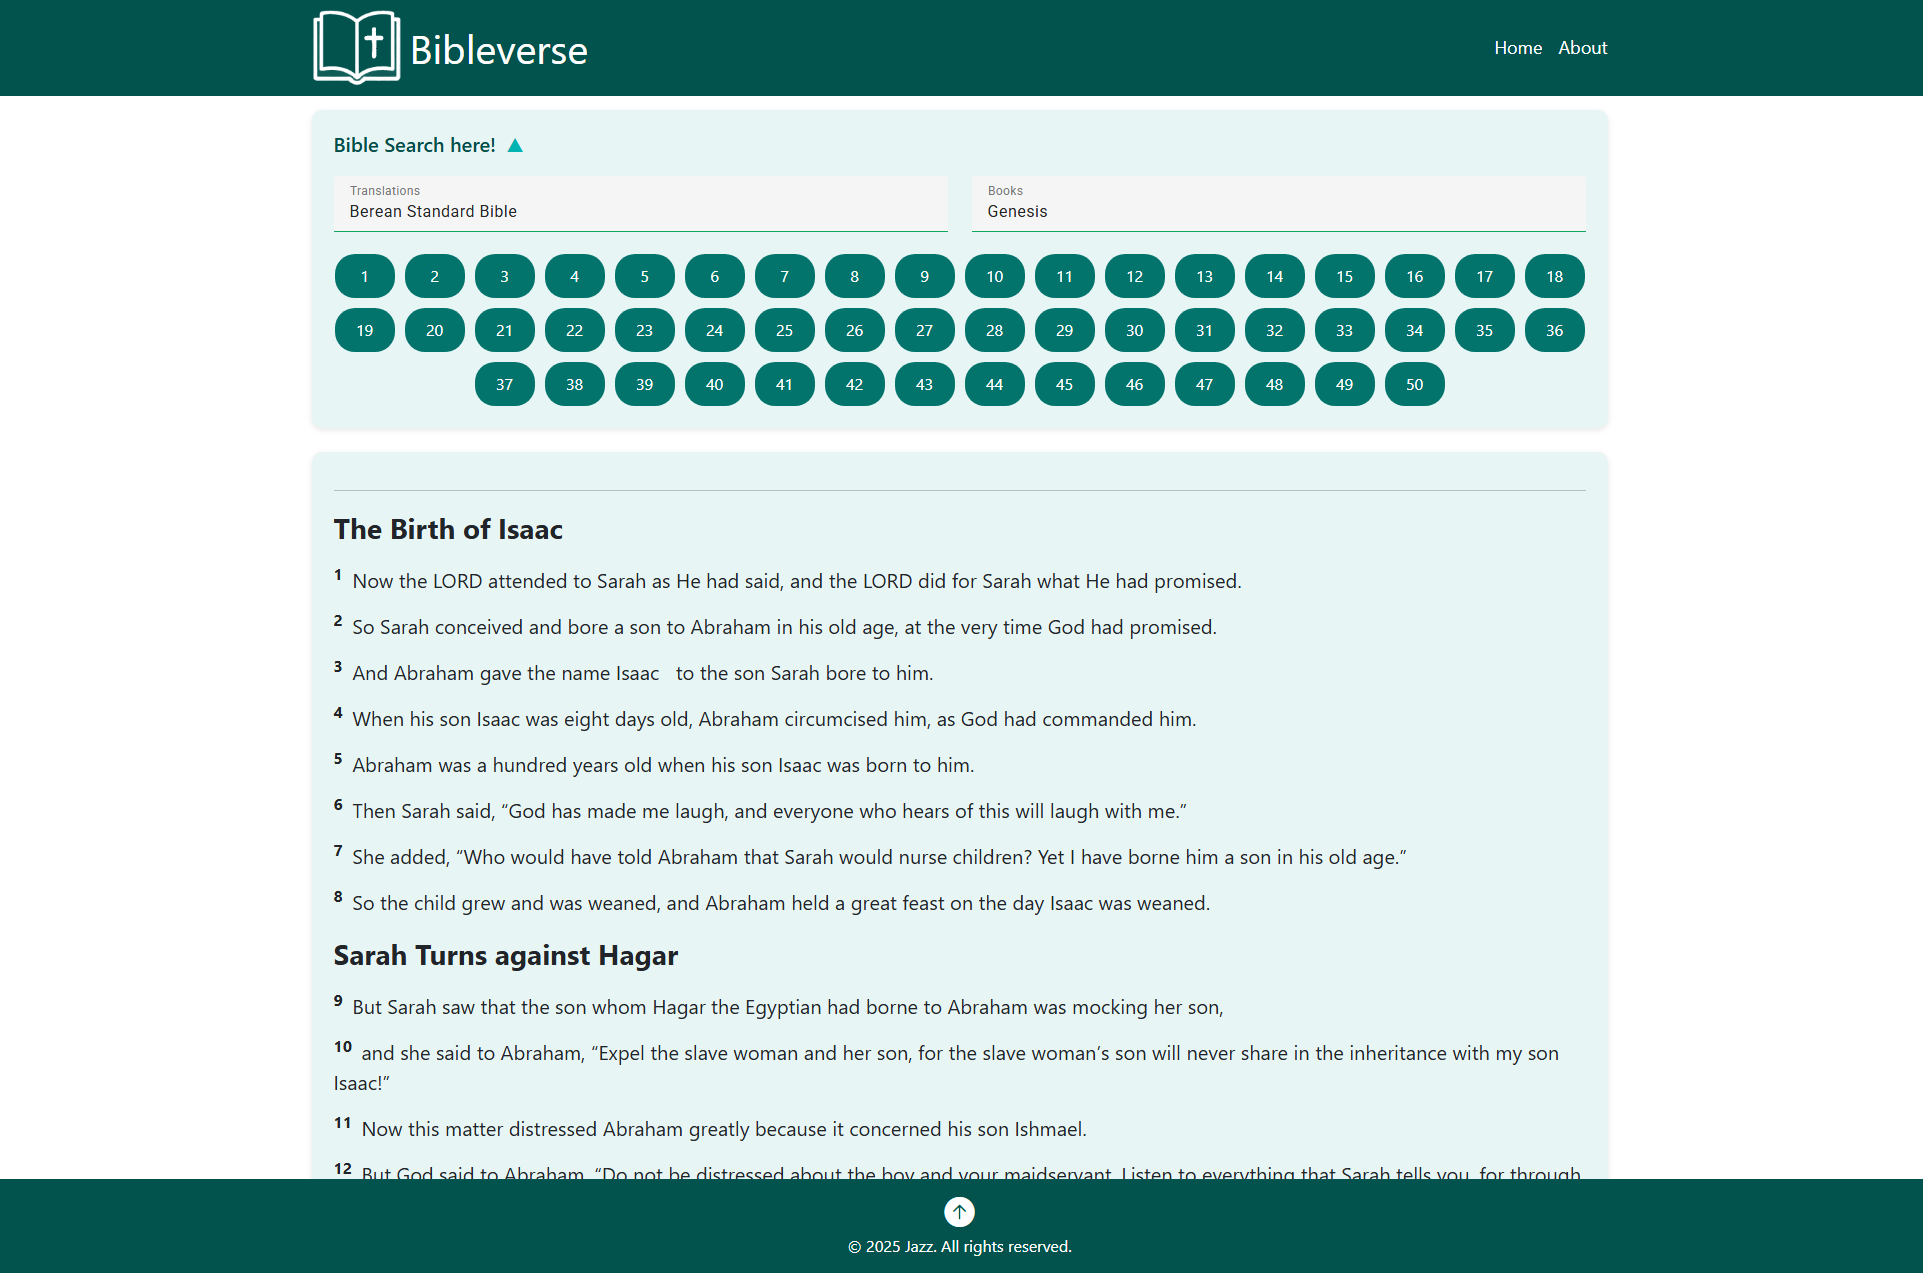 Bibleverse
Home About
Bible Search here! ▲
Translations
Berean Standard Bible
Books
Genesis
1 2 3 4 5 6 7 8 9 10 11 12 13 14 15 16 17 18
19 20 21 22 23 24 25 26 27 28 29 30 31 32 33 34 35 36
37 38 39 40 41 42 43 44 45 46 47 48 49 50
The Birth of Isaac
1 Now the LORD attended to Sarah as He had said, and the LORD did for Sarah what He had promised.
2 So Sarah conceived and bore a son to Abraham in his old age, at the very time God had promised.
3 And Abraham gave the name Isaac to the son Sarah bore to him.
4 When his son Isaac was eight days old, Abraham circumcised him, as God had commanded him.
5 Abraham was a hundred years old when his son Isaac was born to him.
6 Then Sarah said, “God has made me laugh, and everyone who hears of this will laugh with me.”
7 She added, “Who would have told Abraham that Sarah would nurse children? Yet I have borne him a son in his old age.”
8 So the child grew and was weaned, and Abraham held a great feast on the day Isaac was weaned.
Sarah Turns against Hagar
9 But Sarah saw that the son whom Hagar the Egyptian had borne to Abraham was mocking her son,
10 and she said to Abraham, “Expel the slave woman and her son, for the slave woman’s son will never share in the inheritance with my son
Isaac!”
11 Now this matter distressed Abraham greatly because it concerned his son Ishmael.
12 But God said to Abraham, “Do not be distressed about the boy and your maidservant. Listen to everything that Sarah tells you, for through
© 2025 Jazz. All rights reserved.